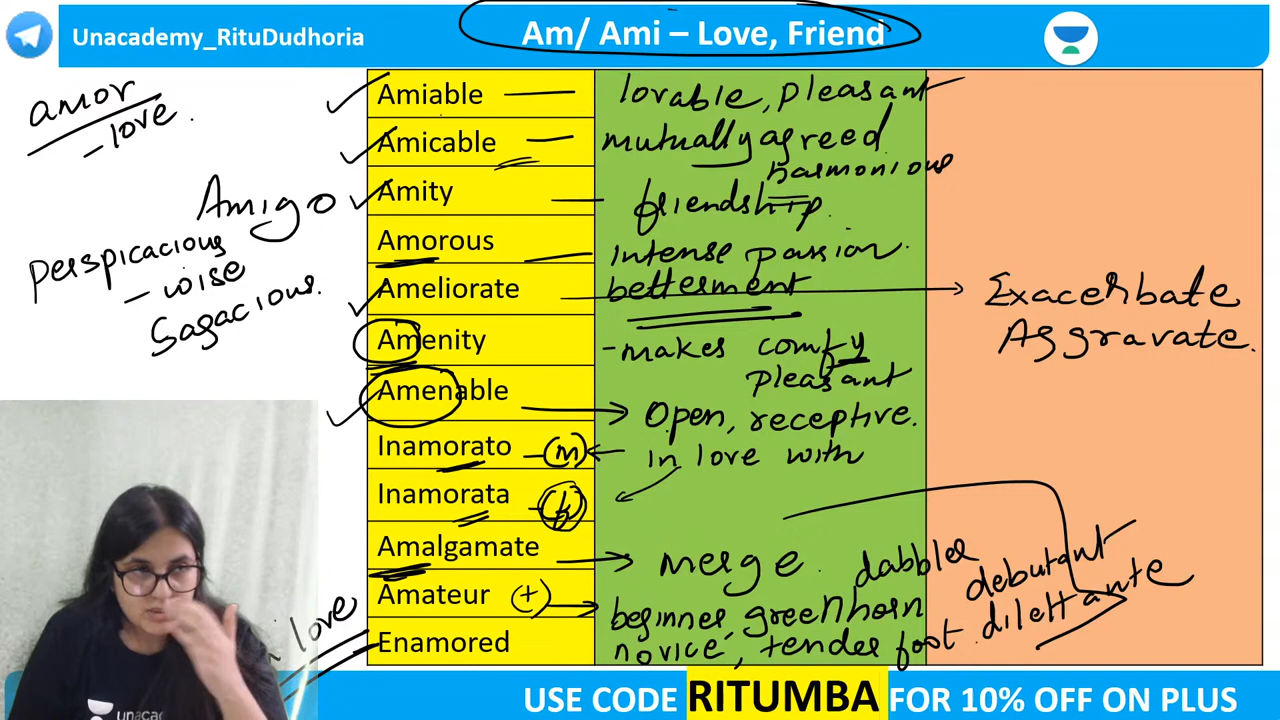 Unacademy_RituDudhoria
Am/ Ami – Love, Friend
amor
– love
Amigo
Perspicacious
– wise
Sagacious.
Amiable lovable, pleasant
Amicable mutually agreed
harmonious
Amity friendship.
Amorous intense passion.
Ameliorate betterment Exacerbate
Aggravate.
Amenity - makes comfy
pleasant
Amenable Open, receptive.
Inamorato (m) in love with
Inamorata (f)
Amalgamate merge.
dabbler
debutant
dilettante
Amateur (+) beginner, greenhorn
novice, tender foot.
Enamored
love
unacademy
USE CODE RITUMBA FOR 10% OFF ON PLUS